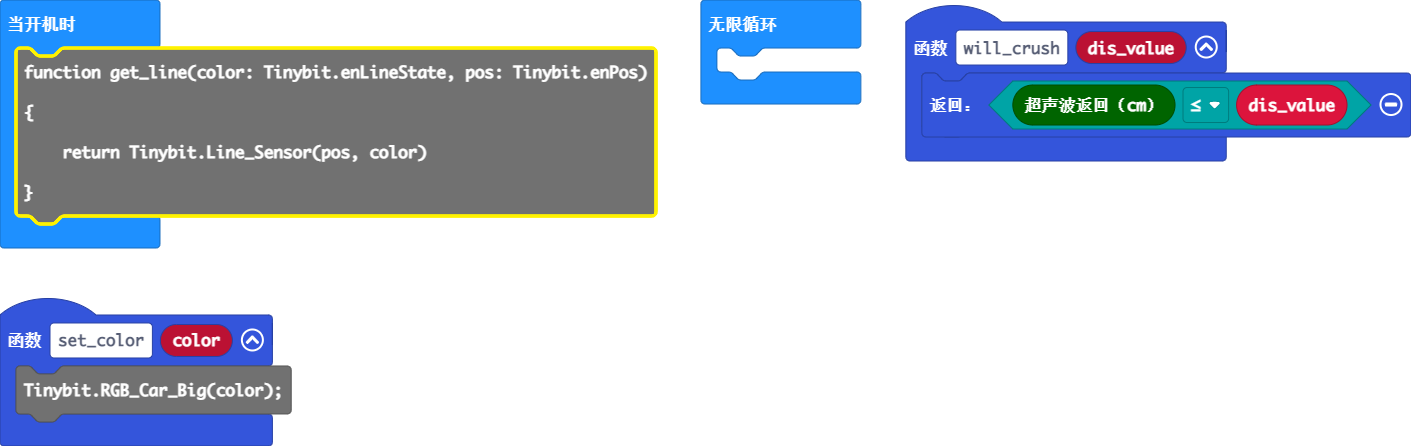 当开机时
function get_line(color: Tinybit.enLineState, pos: Tinybit.enPos)
{
return Tinybit.Line_Sensor(pos, color)
}
无限循环
函数 will_crush dis_value
返回： 超声波返回（cm） ≤ dis_value
函数 set_color color
Tinybit.RGB_Car_Big(color);